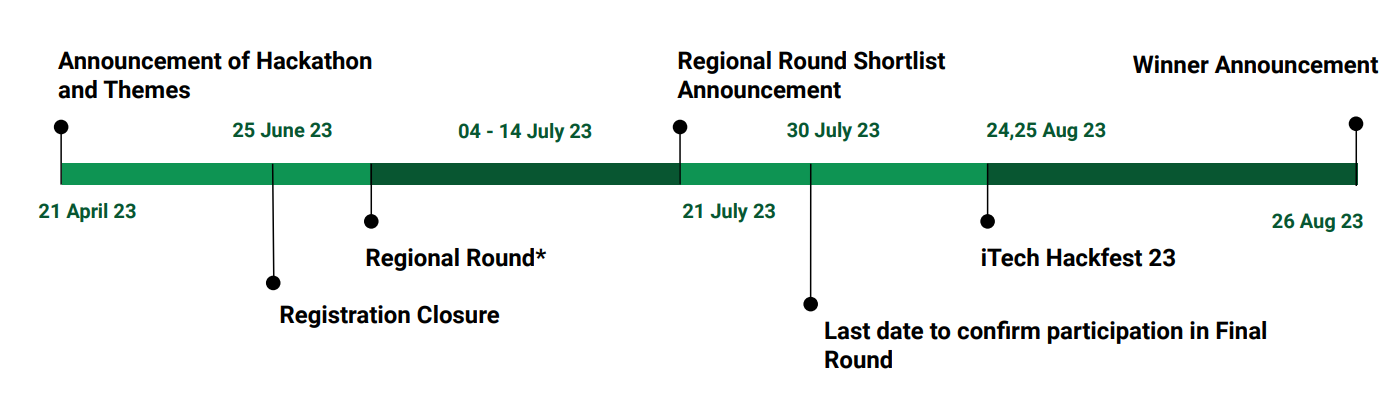 Announcement of Hackathon
and Themes
Regional Round Shortlist
Announcement
Winner Announcement
25 June 23
04 - 14 July 23
30 July 23
24,25 Aug 23
21 April 23
21 July 23
26 Aug 23
Regional Round*
iTech Hackfest 23
Registration Closure
Last date to confirm participation in Final
Round